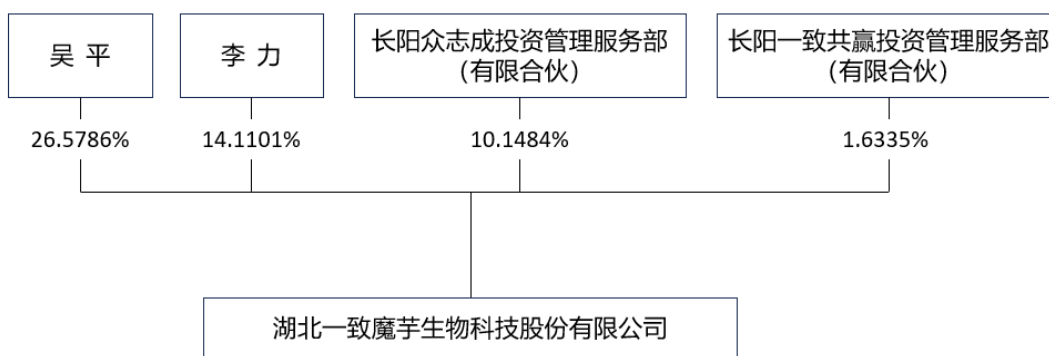 吴 平
李 力
长阳众志成投资管理服务部
（有限合伙）
长阳一致共赢投资管理服务部
（有限合伙）
26.5786%
14.1101%
10.1484%
1.6335%
湖北一致魔芋生物科技股份有限公司